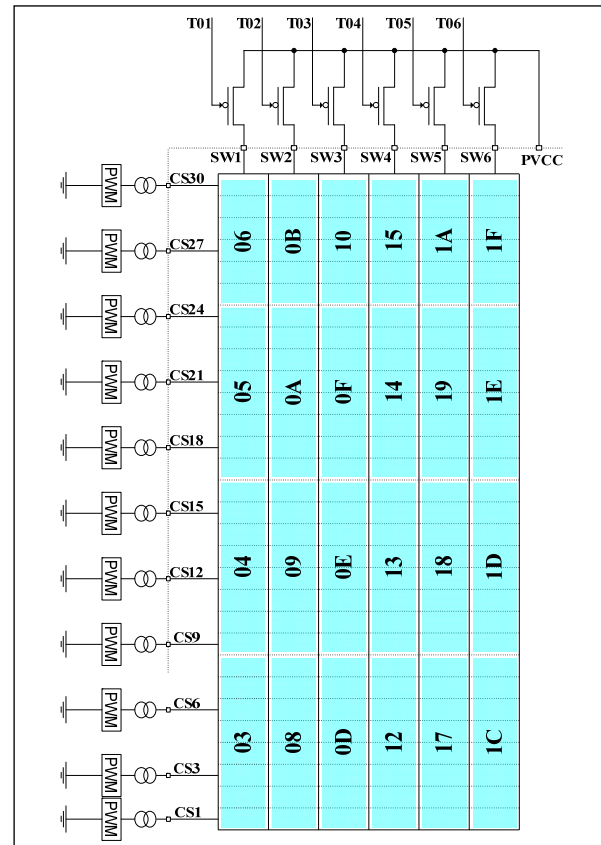 T01 T02 T03 T04 T05 T06
SW1 SW2 SW3 SW4 SW5 SW6 PVCC
PWM CS30
06 0B 10 15 1A 1F
PWM CS27
PWM CS24
PWM CS21
05 0A 0F 14 19 1E
PWM CS18
PWM CS15
PWM CS12
04 09 0E 13 18 1D
PWM CS9
PWM CS6
03 08 0D 12 17 1C
PWM CS3
PWM CS1